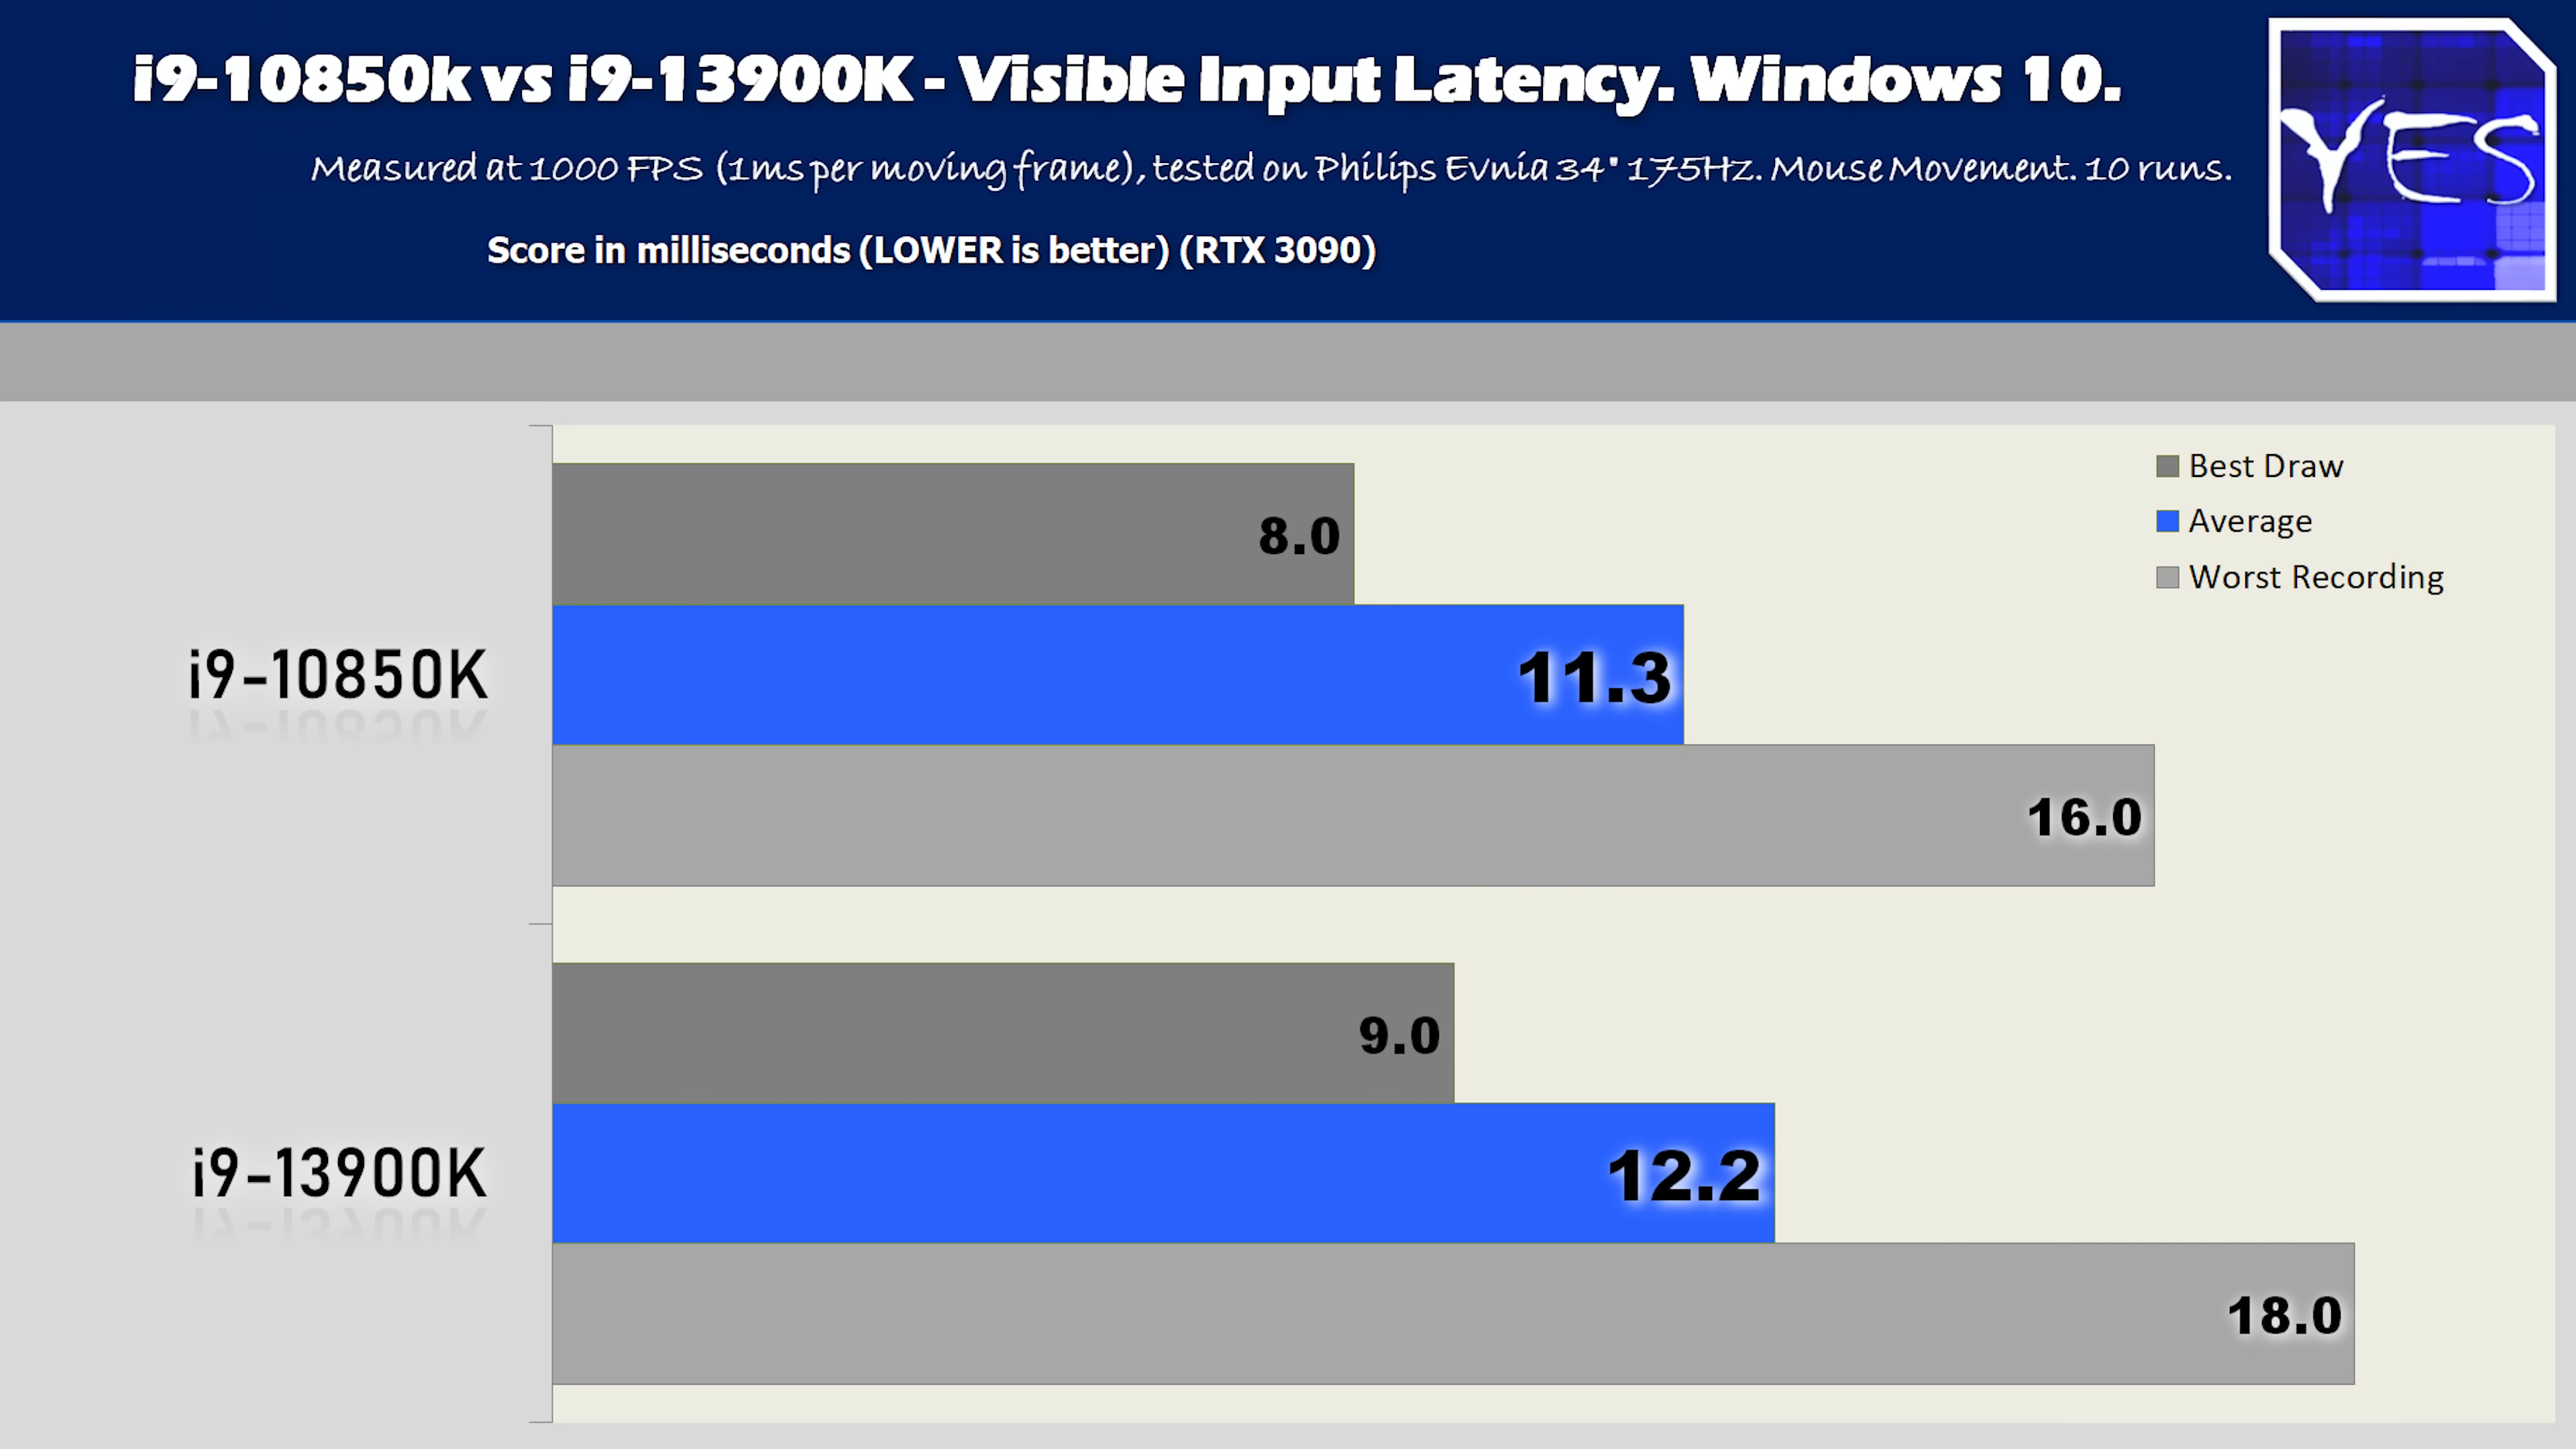 i9-10850k vs i9-13900K - Visible Input Latency. Windows 10.
Measured at 1000 FPS (1ms per moving frame), tested on Philips Evnia 34" 175Hz. Mouse Movement. 10 runs.
Score in milliseconds (LOWER is better) (RTX 3090)
YES
Best Draw
Average
Worst Recording
i9-10850K
8.0
11.3
16.0
i9-13900K
9.0
12.2
18.0